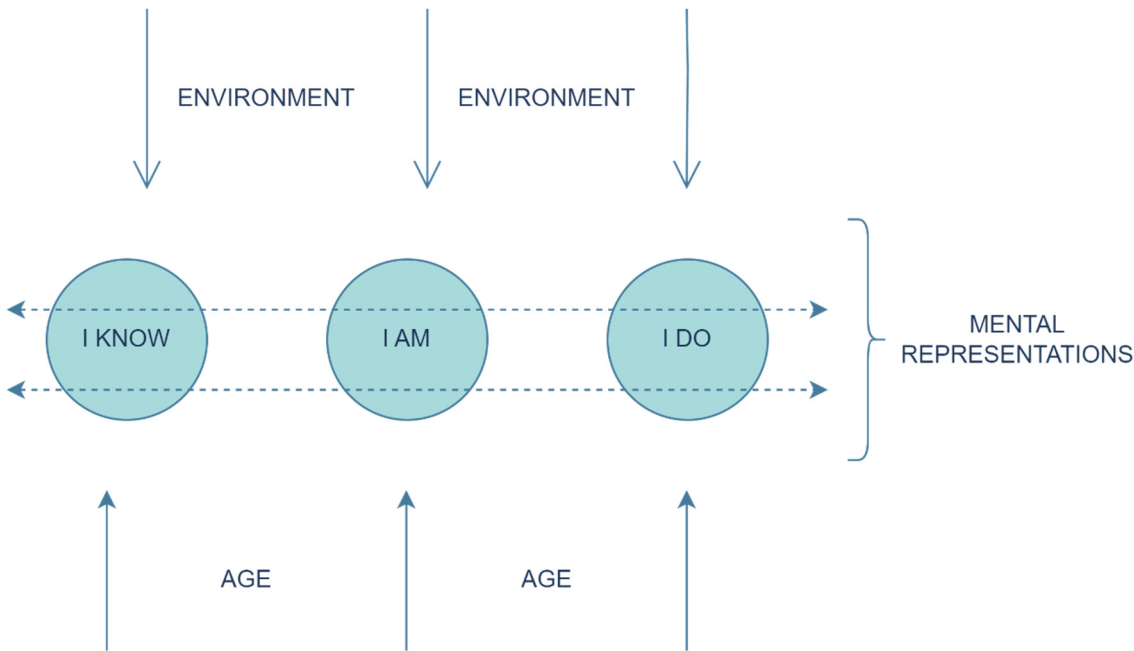 ENVIRONMENT
ENVIRONMENT
I KNOW
I AM
I DO
MENTAL
REPRESENTATIONS
AGE
AGE